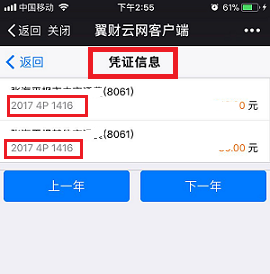 中国移动 下午2:55 61%
返回 关闭 翼财云网客户端
返回 凭证信息
(8061)
2017 4P 1416 0 元
(8061)
2017 4P 1416 .00 元
上一年 下一年